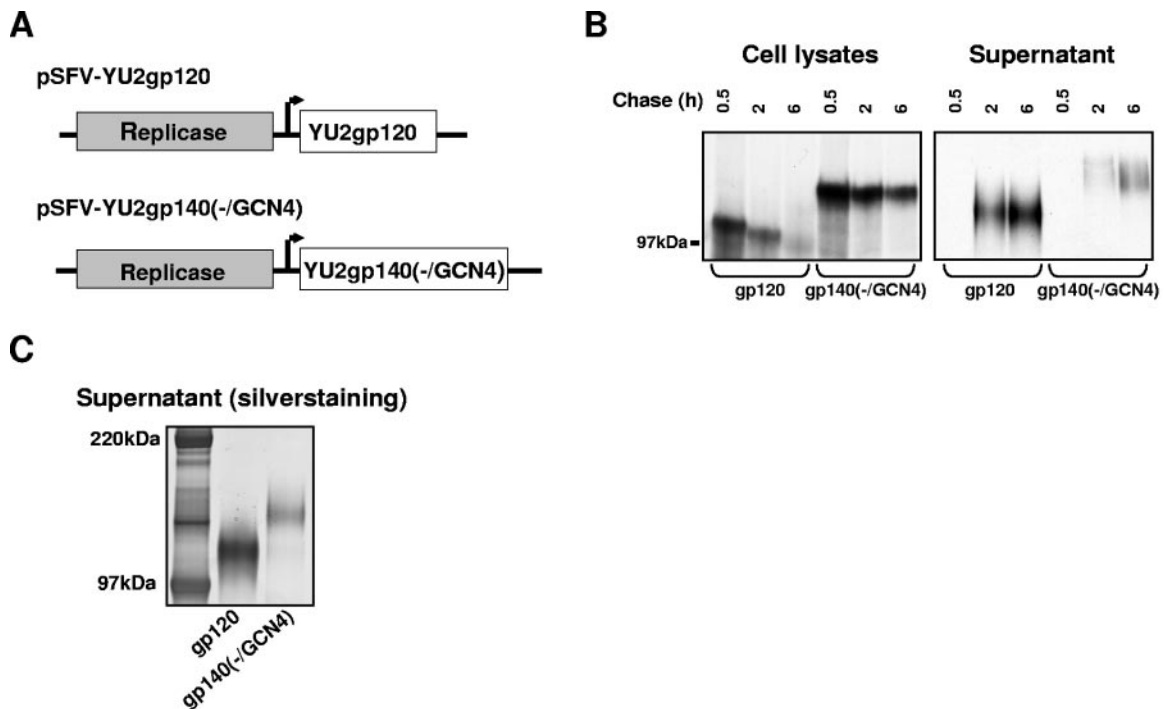 A
pSFV-YU2gp120
Replicase
YU2gp120
pSFV-YU2gp140(-/GCN4)
Replicase
YU2gp140(-/GCN4)
B
Cell lysates
Supernatant
Chase (h)
0.5 2 6 0.5 2 6
0.5 2 6 0.5 2 6
97kDa
gp120
gp140(-/GCN4)
gp120
gp140(-/GCN4)
C
Supernatant (silverstaining)
220kDa
97kDa
gp120
gp140(-/GCN4)